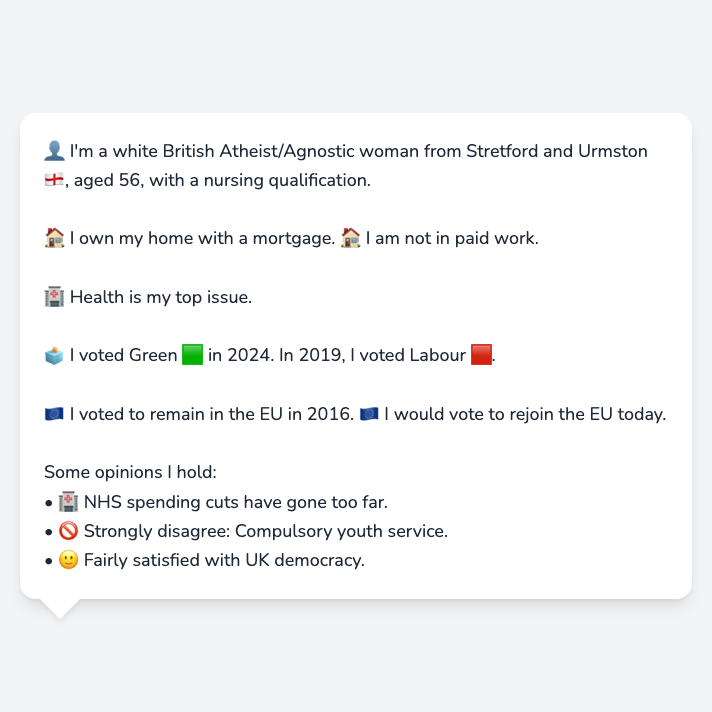 👤 I'm a white British Atheist/Agnostic woman from Stretford and Urmston
🏴󠁧󠁢󠁥󠁮󠁧󠁿, aged 56, with a nursing qualification.
🏠 I own my home with a mortgage. 🏠 I am not in paid work.
🏥 Health is my top issue.
🗳️ I voted Green 🟩 in 2024. In 2019, I voted Labour 🟥.
🇪🇺 I voted to remain in the EU in 2016. 🇪🇺 I would vote to rejoin the EU today.
Some opinions I hold:
• 🏥 NHS spending cuts have gone too far.
• 🚫 Strongly disagree: Compulsory youth service.
• 🙂 Fairly satisfied with UK democracy.